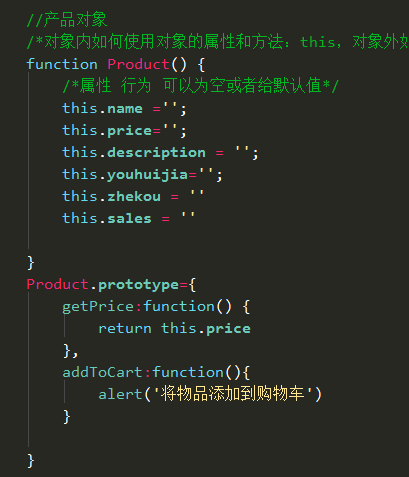 //产品对象
/*对象内如何使用对象的属性和方法：this，对象外如
function Product() {
/*属性 行为 可以为空或者给默认值*/
this.name ='';
this.price='';
this.description = '';
this.youhuijia='';
this.zhekou = ''
this.sales = ''
}
Product.prototype={
getPrice:function() {
return this.price
},
addToCart:function(){
alert('将物品添加到购物车')
}
}